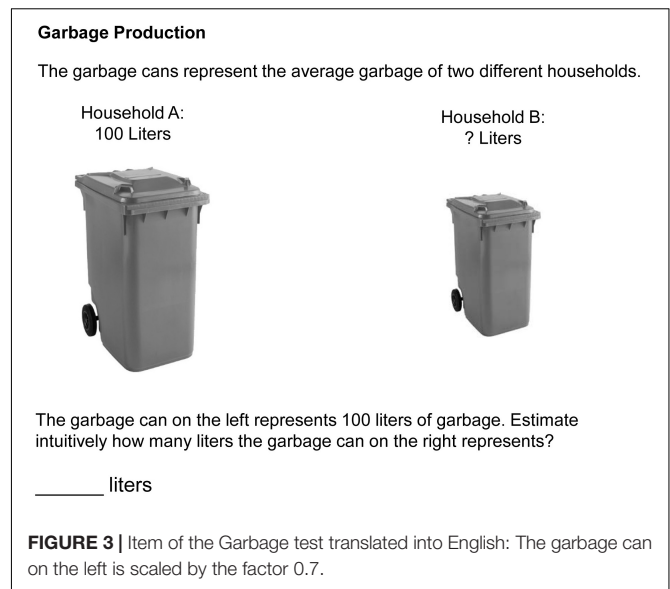 Garbage Production
The garbage cans represent the average garbage of two different households.
Household A:
100 Liters
Household B:
? Liters
The garbage can on the left represents 100 liters of garbage. Estimate
intuitively how many liters the garbage can on the right represents?
_______ liters
FIGURE 3 | Item of the Garbage test translated into English: The garbage can
on the left is scaled by the factor 0.7.